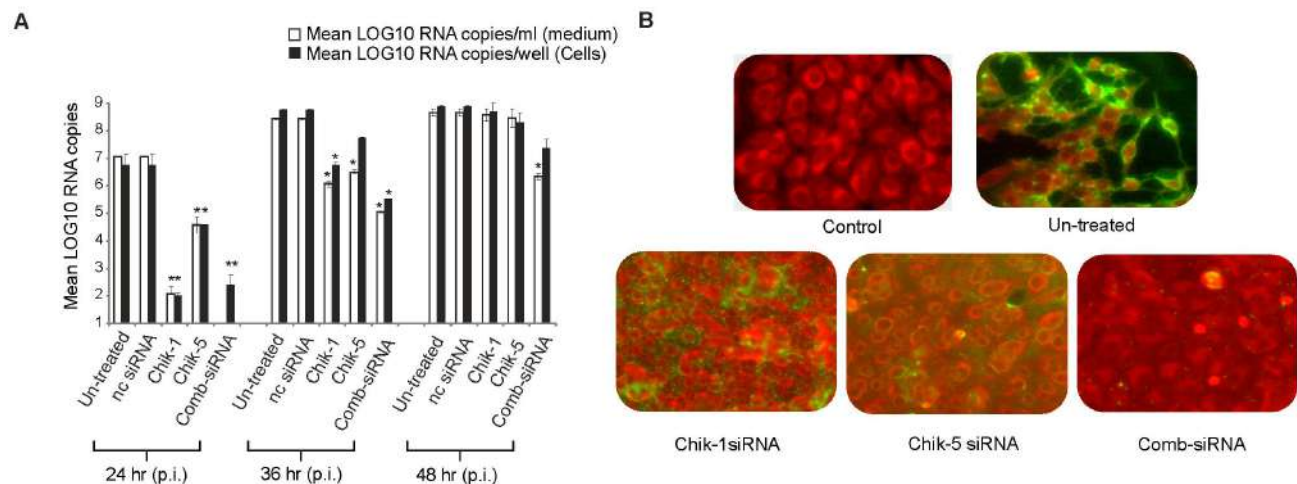 A
Mean LOG10 RNA copies/ml (medium)
Mean LOG10 RNA copies/well (Cells)
Mean LOG10 RNA copies
9
8
7
6
5
4
3
2
1
*
*
*
*
*
*
**
**
**
Un-treated
nc siRNA
Chik-1
Chik-5
Comb-siRNA
Un-treated
nc siRNA
Chik-1
Chik-5
Comb-siRNA
Un-treated
nc siRNA
Chik-1
Chik-5
Comb-siRNA
24 hr (p.i.)
36 hr (p.i.)
48 hr (p.i.)
B
Control
Un-treated
Chik-1siRNA
Chik-5 siRNA
Comb-siRNA